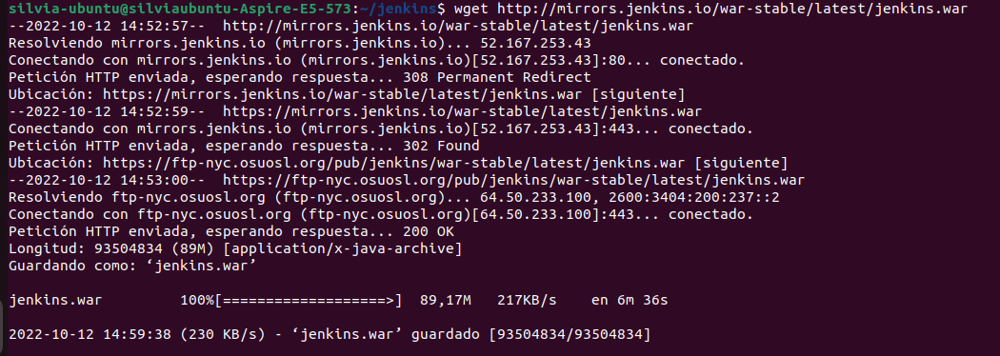 silvia-ubuntu@silviaubuntu-Aspire-E5-573:~/jenkins$ wget http://mirrors.jenkins.io/war-stable/latest/jenkins.war
--2022-10-12 14:52:57--  http://mirrors.jenkins.io/war-stable/latest/jenkins.war
Resolviendo mirrors.jenkins.io (mirrors.jenkins.io)... 52.167.253.43
Conectando con mirrors.jenkins.io (mirrors.jenkins.io)[52.167.253.43]:80... conectado.
Petición HTTP enviada, esperando respuesta... 308 Permanent Redirect
Ubicación: https://mirrors.jenkins.io/war-stable/latest/jenkins.war [siguiente]
--2022-10-12 14:52:59--  https://mirrors.jenkins.io/war-stable/latest/jenkins.war
Conectando con mirrors.jenkins.io (mirrors.jenkins.io)[52.167.253.43]:443... conectado.
Petición HTTP enviada, esperando respuesta... 302 Found
Ubicación: https://ftp-nyc.osuosl.org/pub/jenkins/war-stable/latest/jenkins.war [siguiente]
--2022-10-12 14:53:00--  https://ftp-nyc.osuosl.org/pub/jenkins/war-stable/latest/jenkins.war
Resolviendo ftp-nyc.osuosl.org (ftp-nyc.osuosl.org)... 64.50.233.100, 2600:3404:200:237::2
Conectando con ftp-nyc.osuosl.org (ftp-nyc.osuosl.org)[64.50.233.100]:443... conectado.
Petición HTTP enviada, esperando respuesta... 200 OK
Longitud: 93504834 (89M) [application/x-java-archive]
Guardando como: ‘jenkins.war’
jenkins.war         100%[===================>]  89,17M   217KB/s    en 6m 36s
2022-10-12 14:59:38 (230 KB/s) - ‘jenkins.war’ guardado [93504834/93504834]